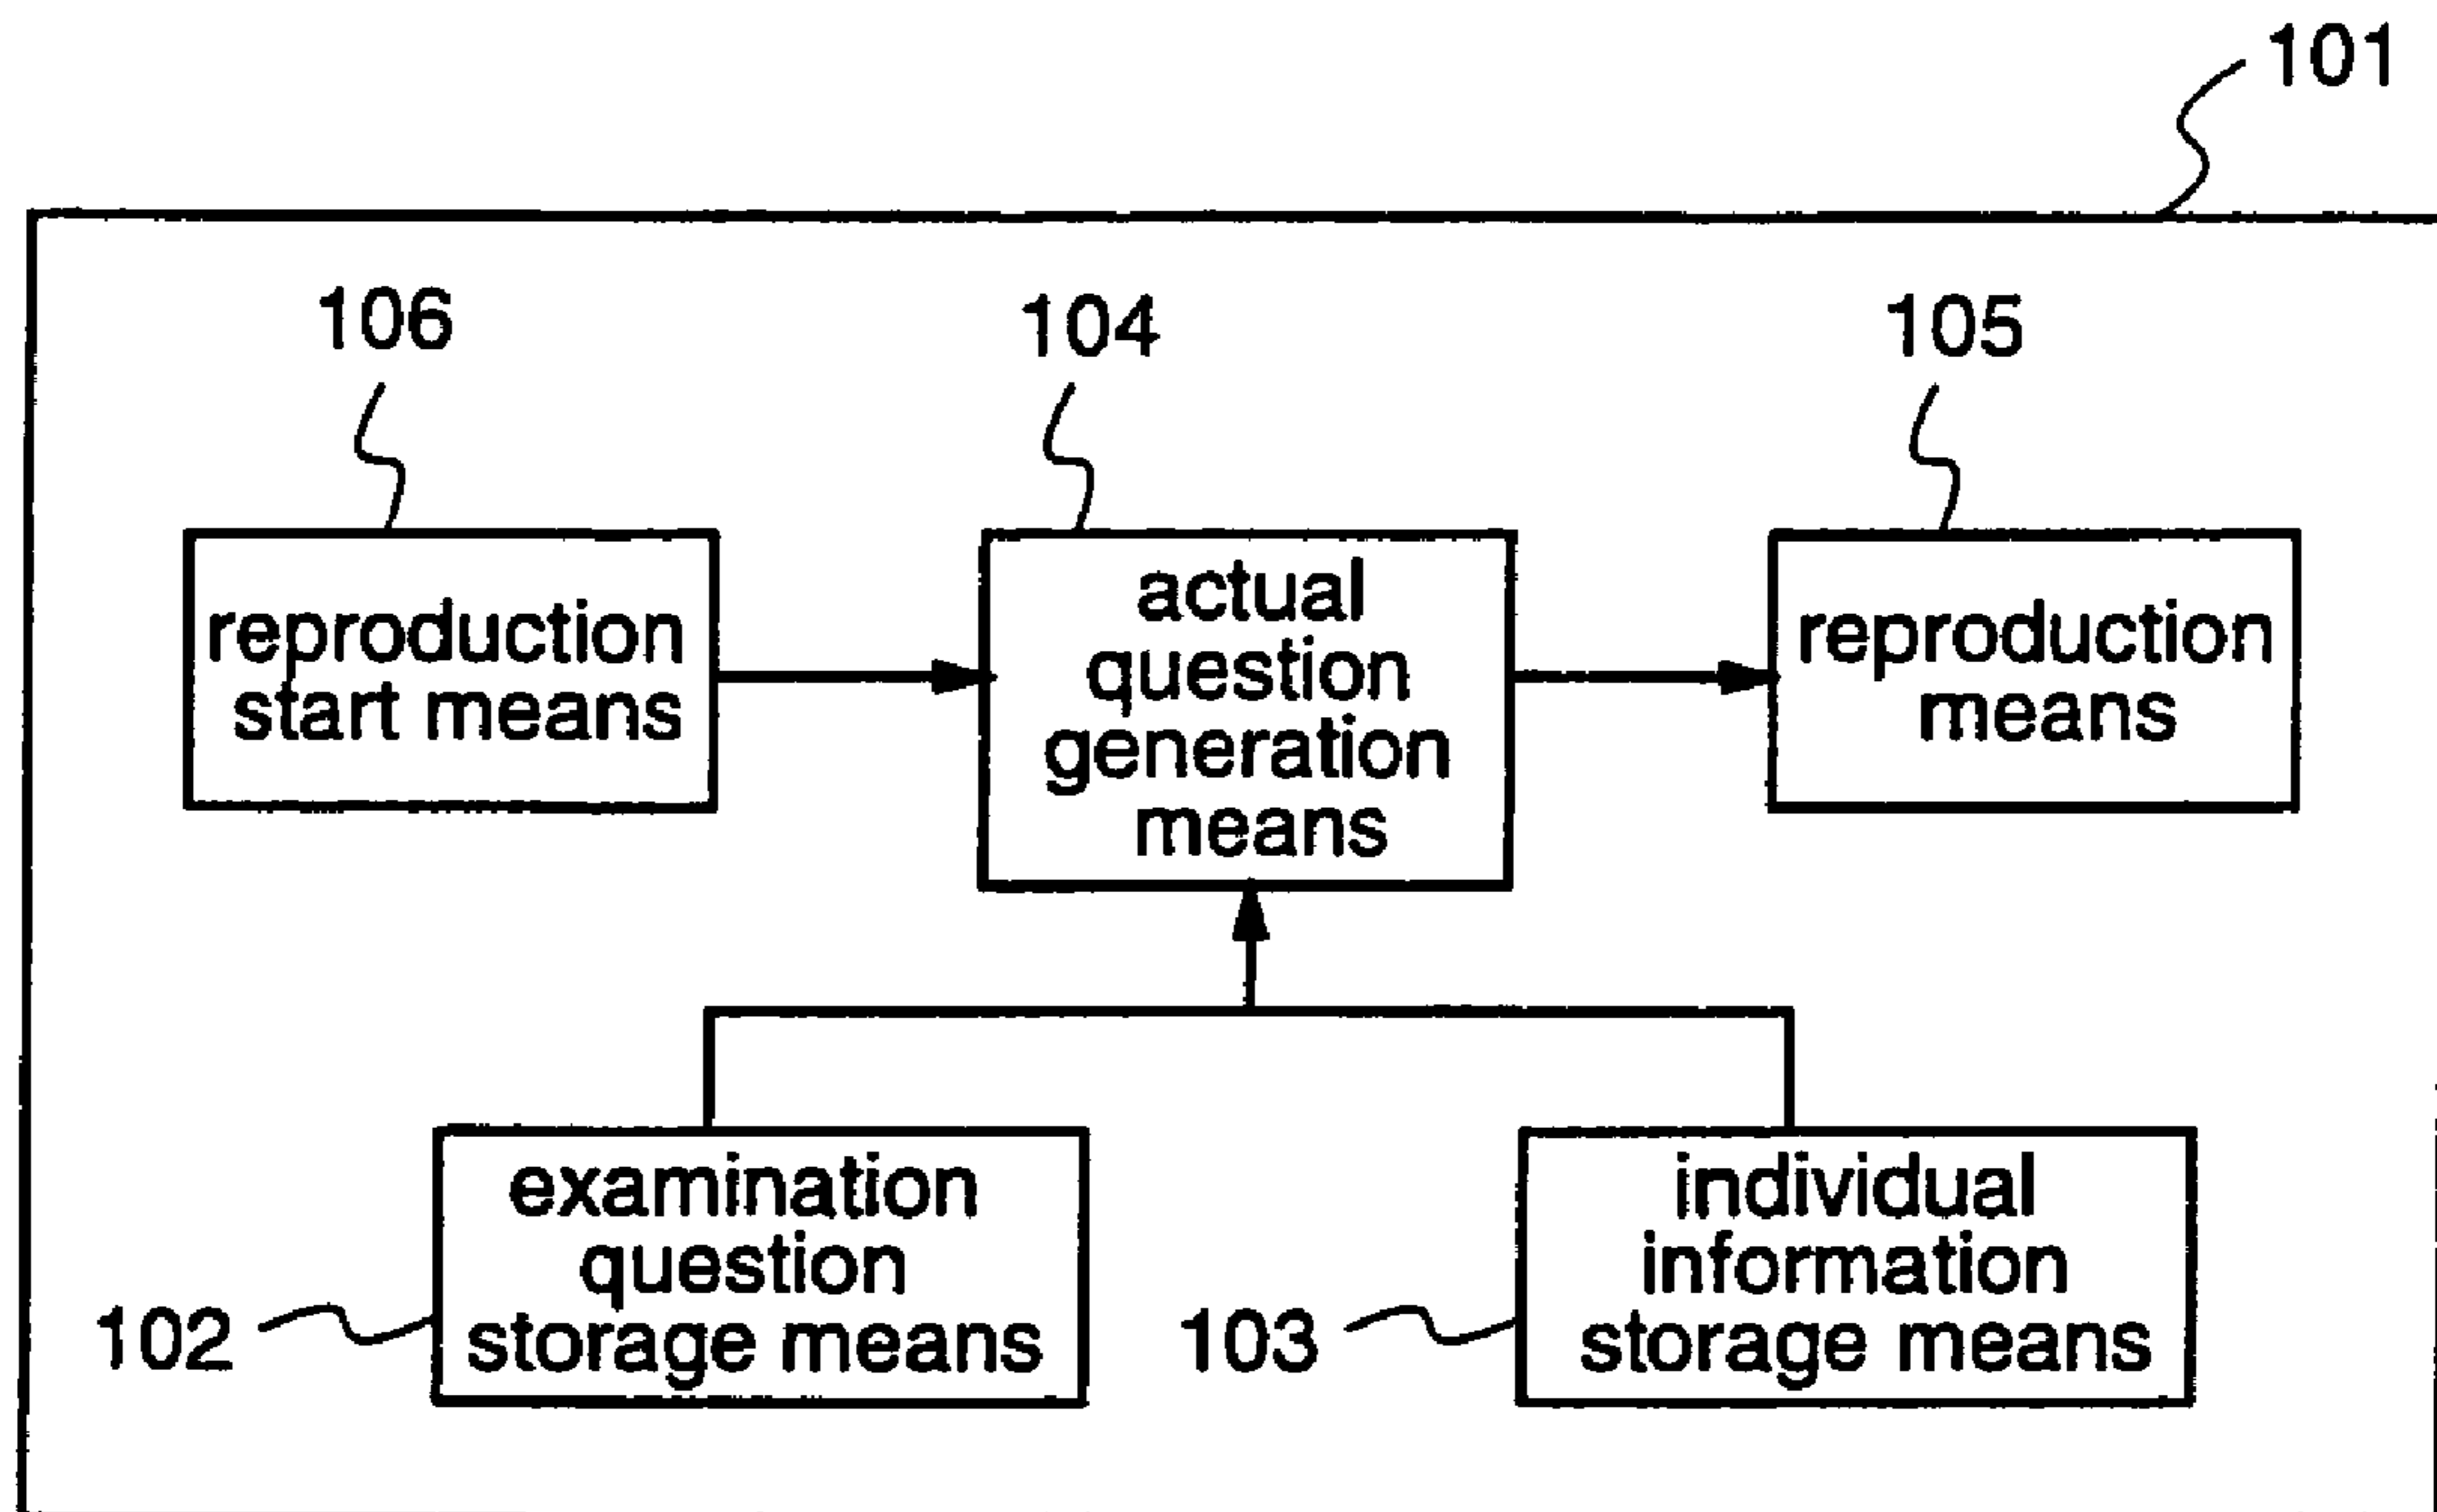 101
106
104
105
reproduction
start means
actual
question
generation
means
reproduction
means
examination
question
storage means
102
individual
information
storage means
103